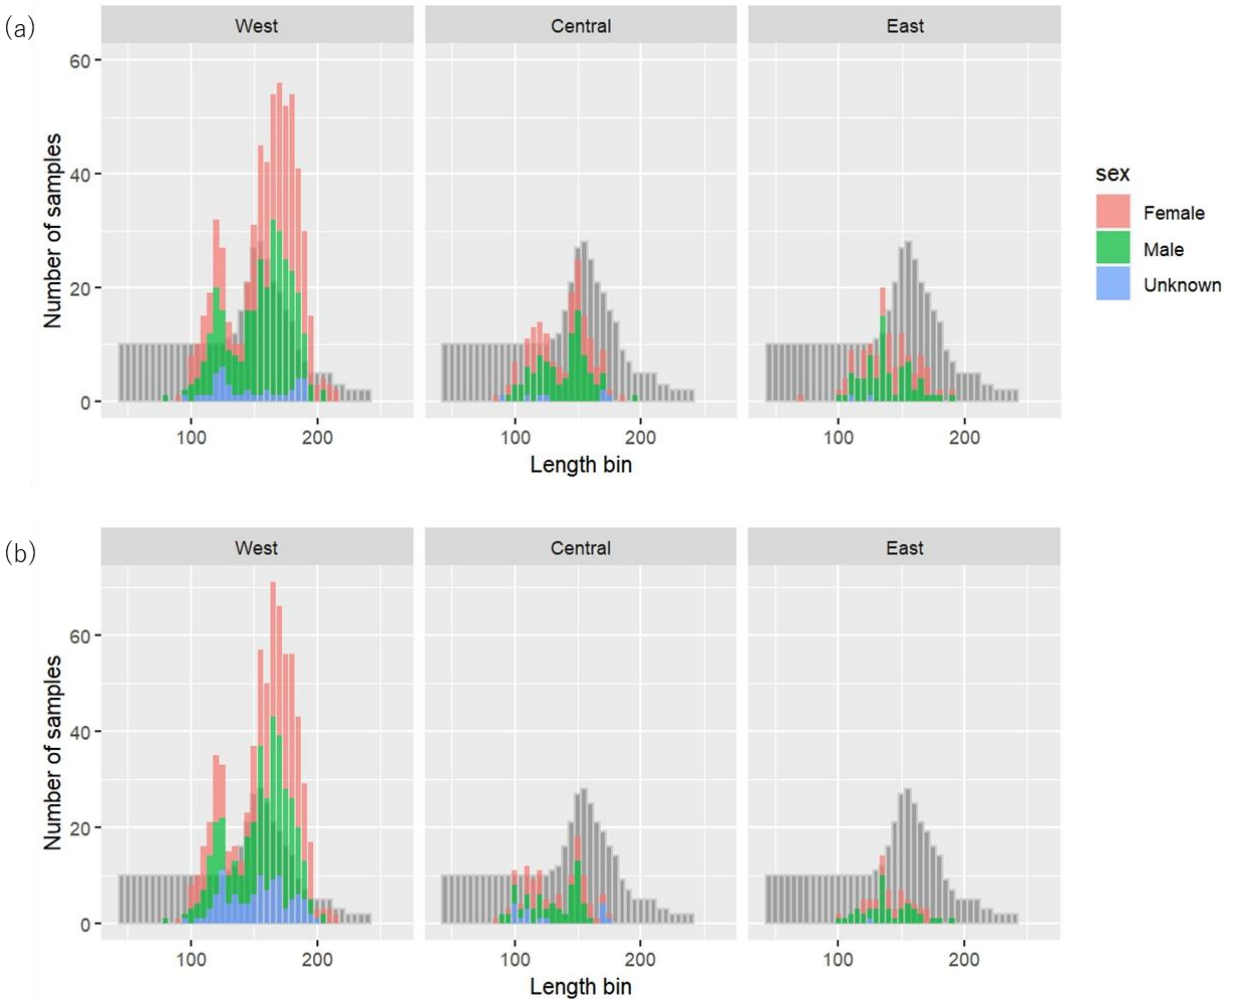 (a)
West Central East
60
40
20
0
Number of samples
100 200 100 200 100 200
Length bin
sex
Female
Male
Unknown
(b)
West Central East
60
40
20
0
Number of samples
100 200 100 200 100 200
Length bin